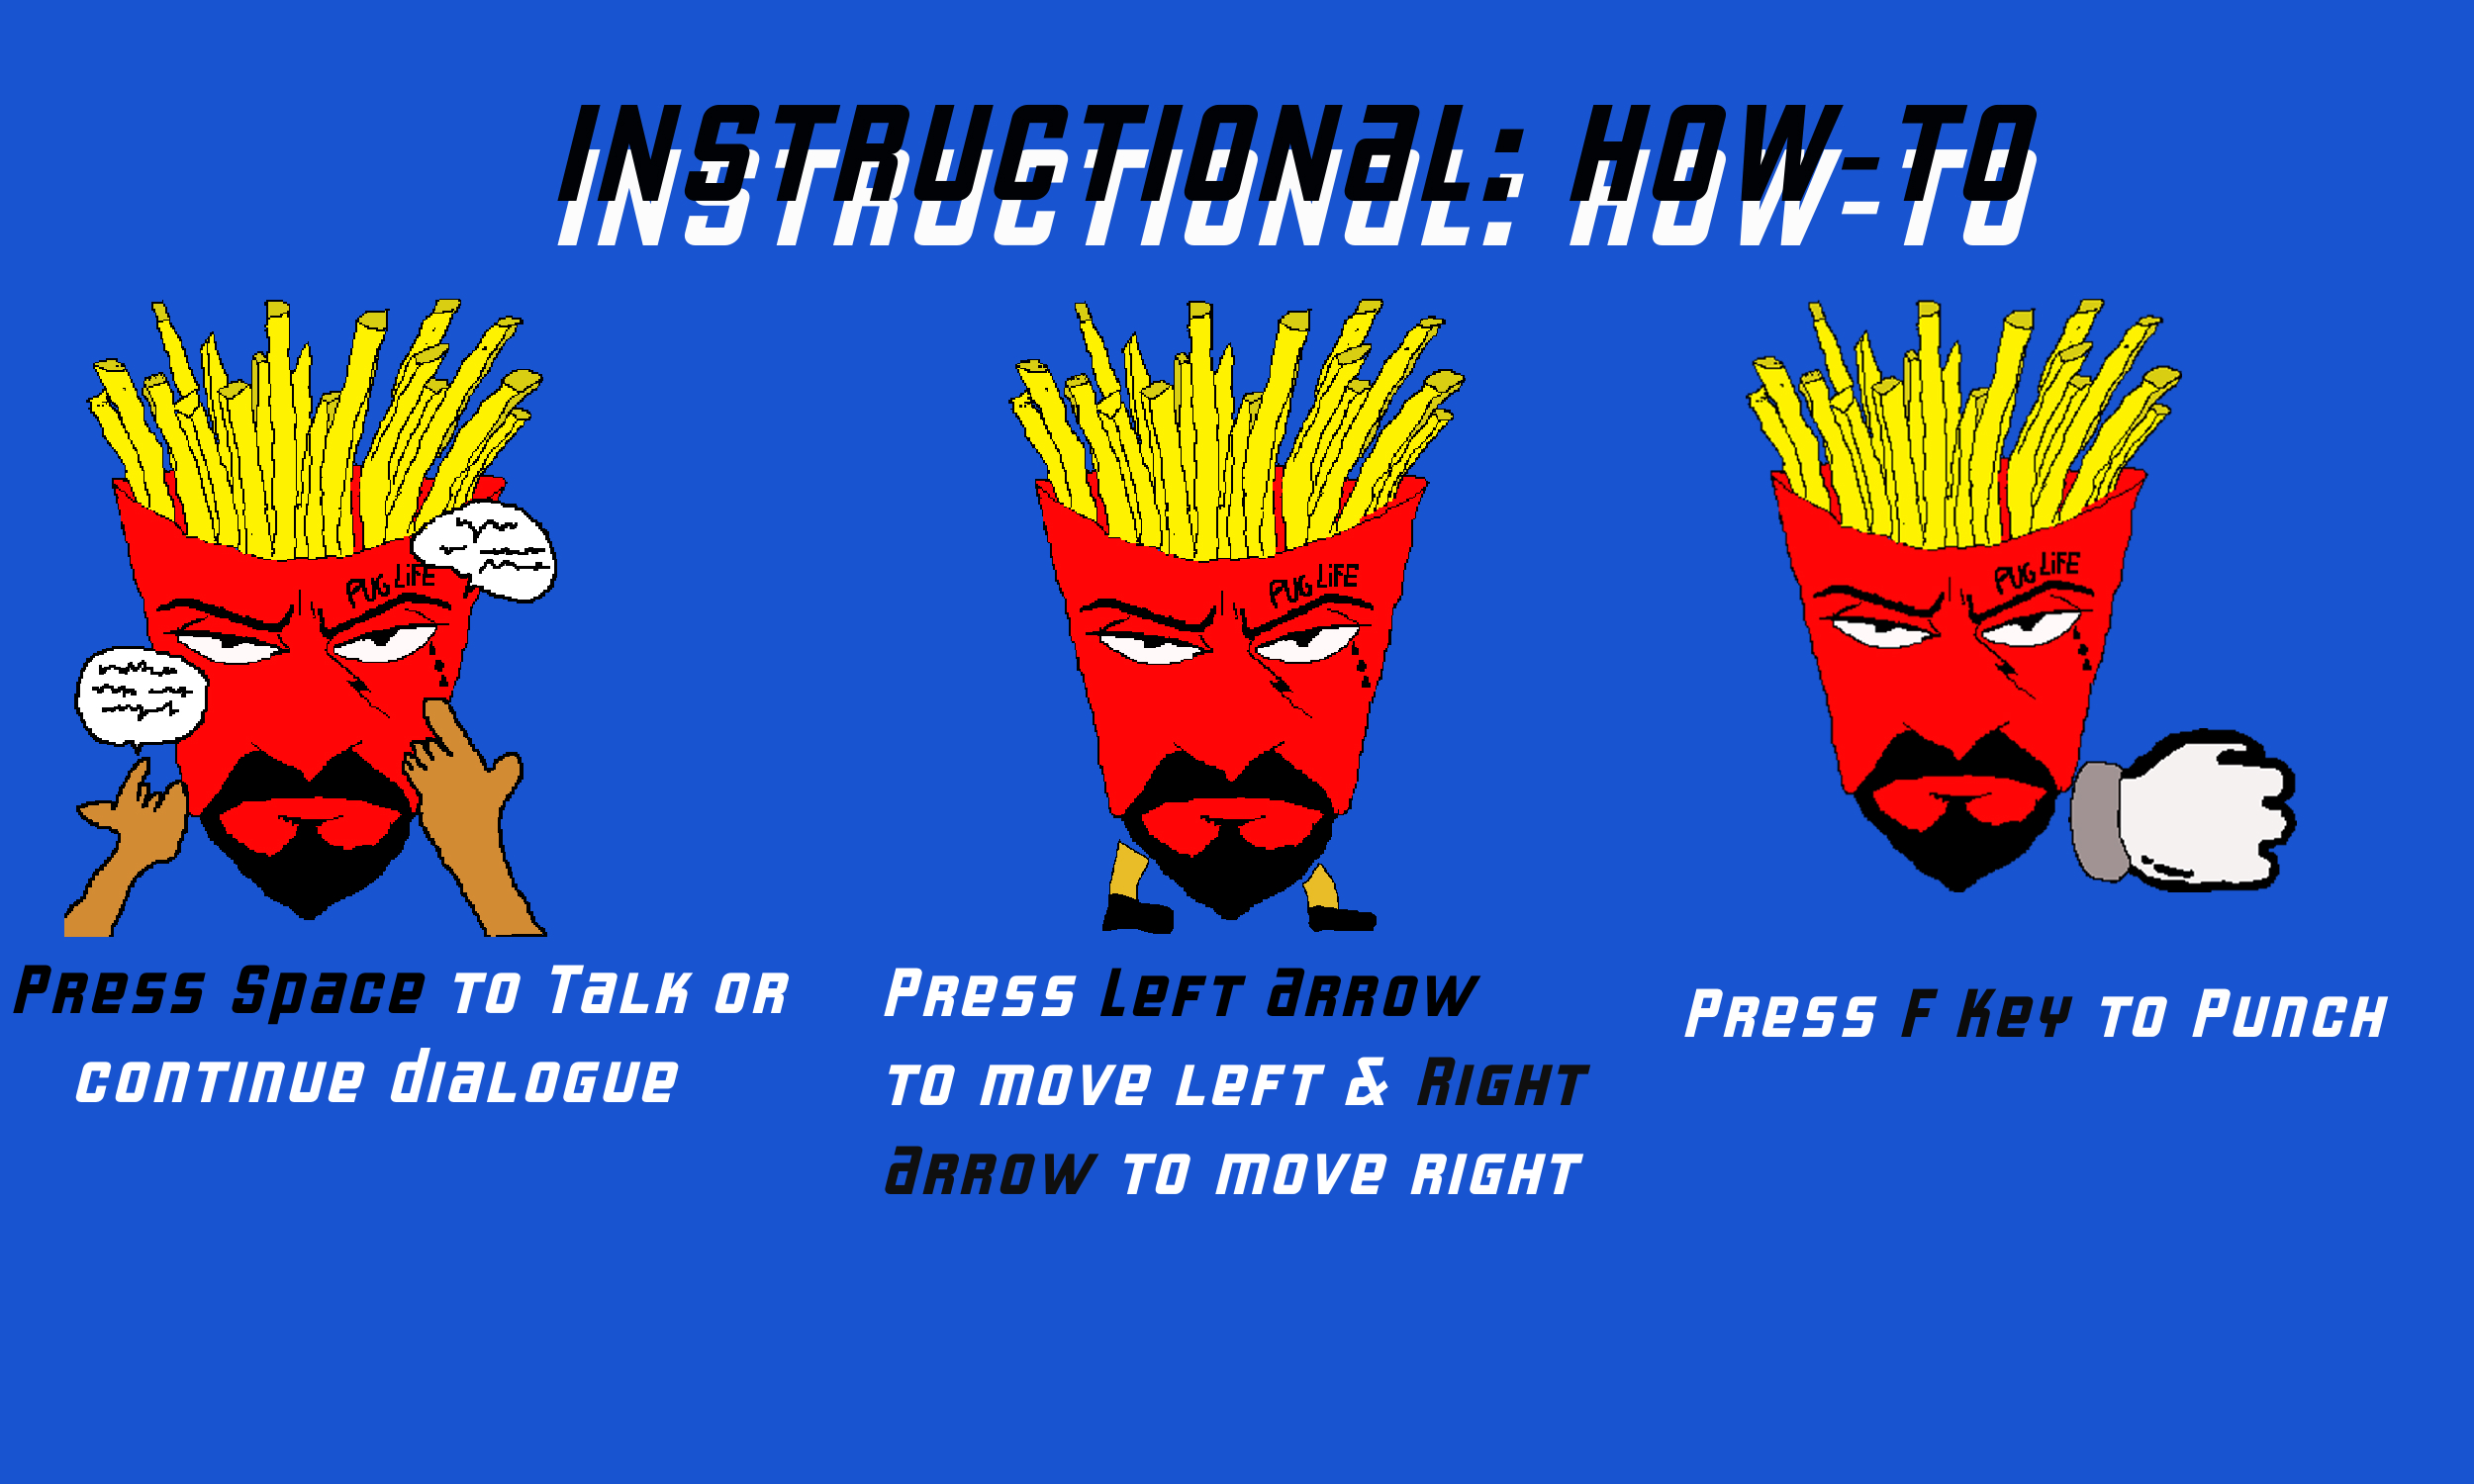 INSTRUCTIONAL: HOW-TO
PUG LiFE
PUG LiFE
PUG LiFE
Press Space to Talk or
continue dialogue
Press Left Arrow
to move left & Right
Arrow to move right
Press F Key to Punch